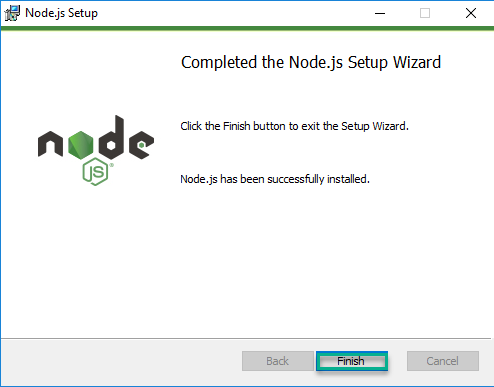 Node.js Setup
Completed the Node.js Setup Wizard
Click the Finish button to exit the Setup Wizard.
node
JS
®
Node.js has been successfully installed.
Back
Finish
Cancel